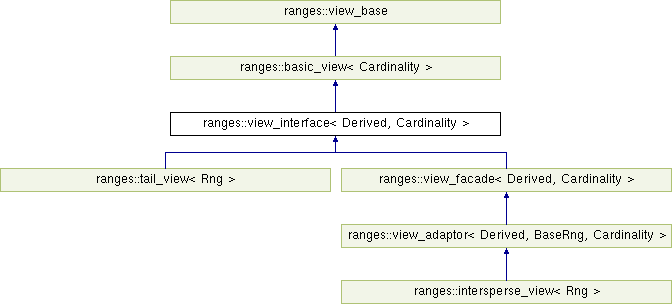 ranges::view_base
ranges::basic_view< Cardinality >
ranges::view_interface< Derived, Cardinality >
ranges::tail_view< Rng >
ranges::view_facade< Derived, Cardinality >
ranges::view_adaptor< Derived, BaseRng, Cardinality >
ranges::intersperse_view< Rng >